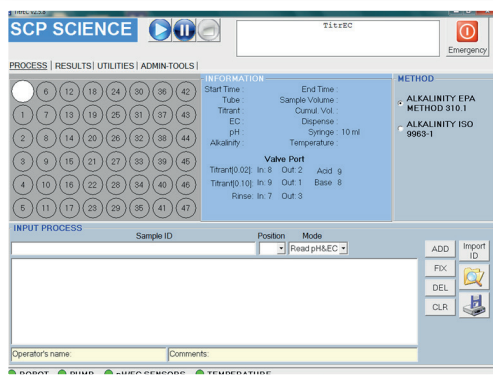 TitrEC v2.5.8
SCP SCIENCE
TitrEC
Emergency
PROCESS | RESULTS | UTILITIES | ADMIN-TOOLS |
6 12 18 24 30 36 42
1 7 13 19 25 31 37 43
2 8 14 20 26 32 38 44
3 9 15 21 27 33 39 45
4 10 16 22 28 34 40 46
5 11 17 23 29 35 41 47
INFORMATION
Start Time : End Time :
Tube : Sample Volume :
Titrant : Cumul. Vol. :
EC : Dispense :
pH : Syringe : 10 ml
Alkalinity : Temperature :
Valve Port
Titrant[0.02]: In: 8 Out: 2 Acid 9
Titrant[0.10]: In: 9 Out: 1 Base 8
Rinse: In: 7 Out: 3
METHOD
ALKALINITY EPA
METHOD 310.1
ALKALINITY ISO
9963-1
INPUT PROCESS
Sample ID Position Mode
Read pH&EC
ADD
Import
ID
FIX
DEL
CLR
Operator's name: Comments:
ROBOT PUMP pH/EC SENSORS TEMPERATURE